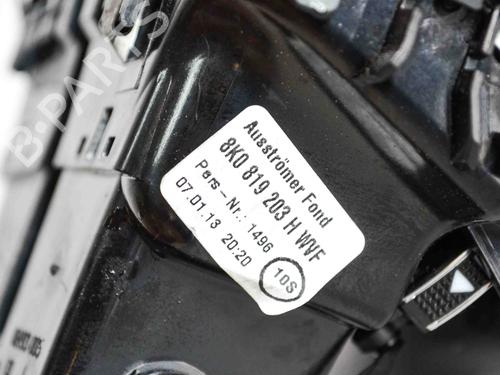 B-PARTS
Ausströmer Fond
8K0 819 203 H WVF
Pers-Nr.: 1496
07.01.13 20:20
10S